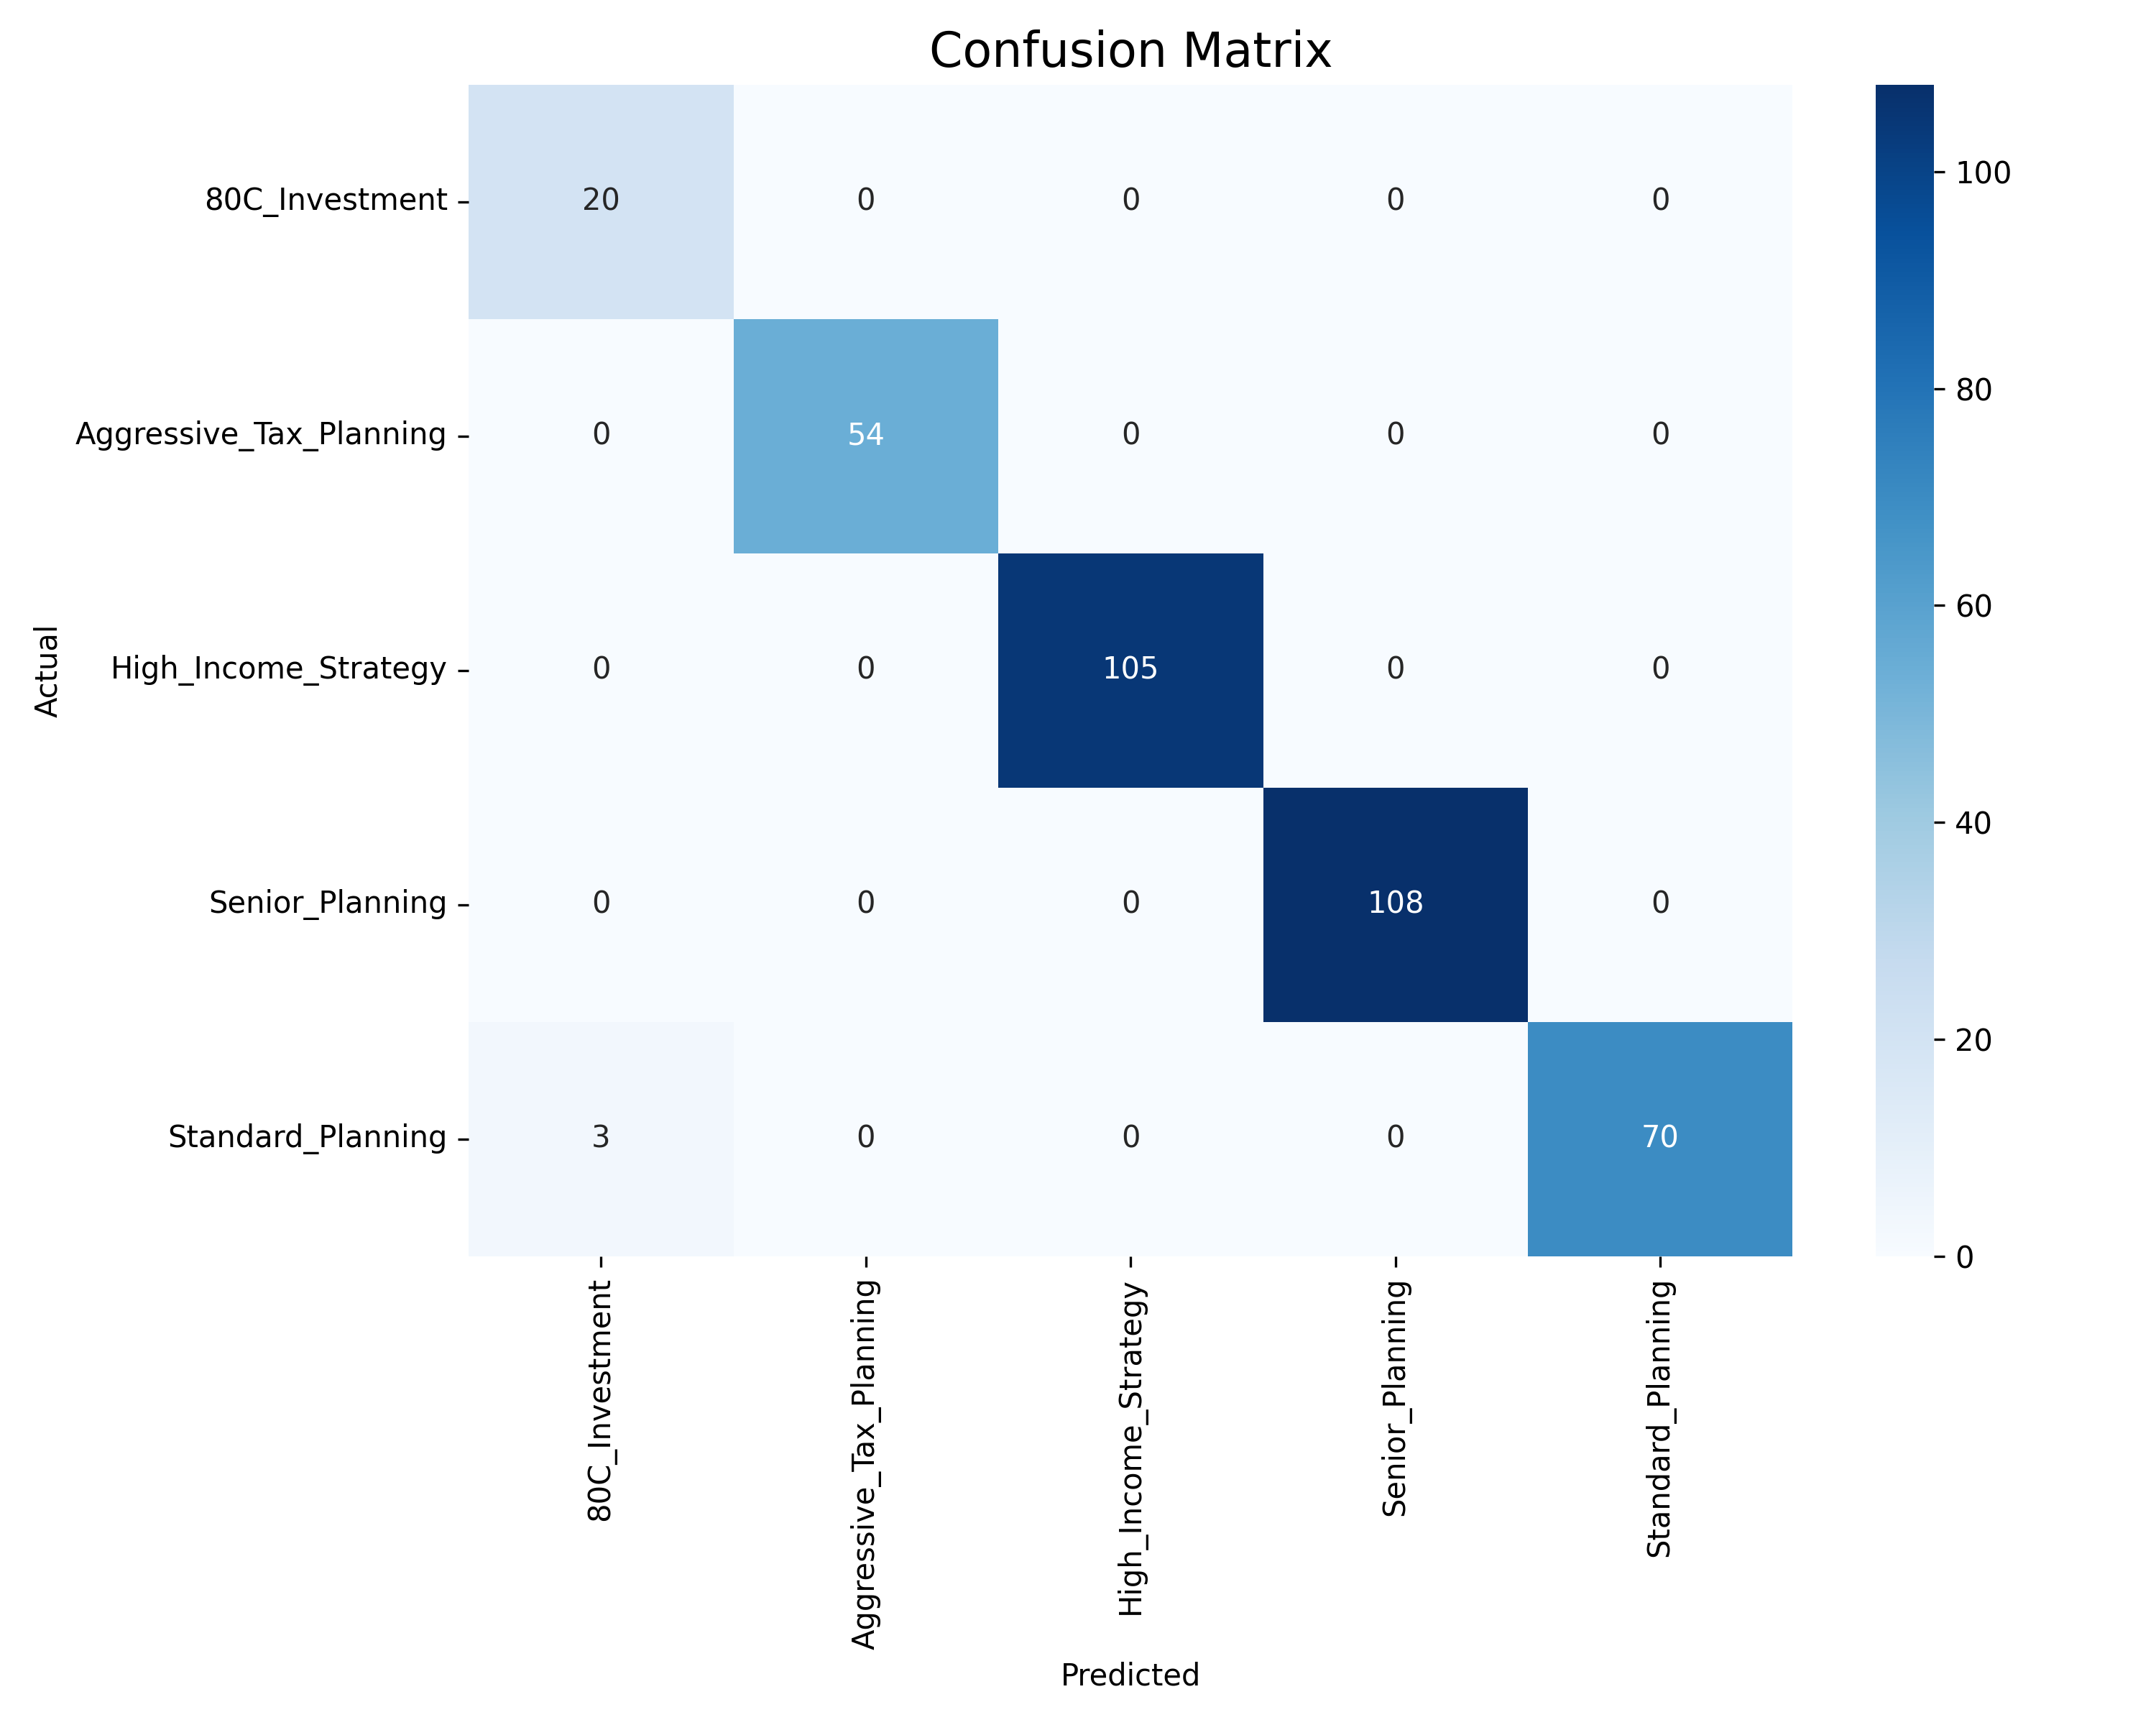 Confusion Matrix
Actual
80C_Investment 20 0 0 0 0
Aggressive_Tax_Planning 0 54 0 0 0
High_Income_Strategy 0 0 105 0 0
Senior_Planning 0 0 0 108 0
Standard_Planning 3 0 0 0 70
80C_Investment
Aggressive_Tax_Planning
High_Income_Strategy
Senior_Planning
Standard_Planning
Predicted
100
80
60
40
20
0